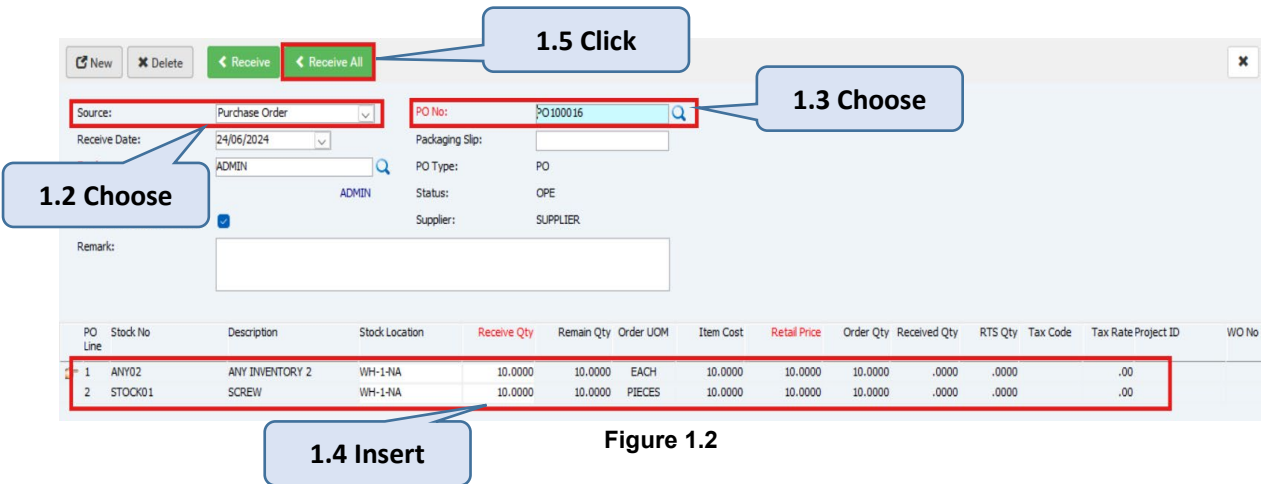 1.5 Click
New Delete Receive Receive All
1.3 Choose
Source: Purchase Order PO No: PO100016
Receive Date: 24/06/2024 Packaging Slip:
ADMIN PO Type: PO
1.2 Choose
ADMIN Status: OPE
Supplier: SUPPLIER
Remark:
PO Line Stock No Description Stock Location Receive Qty Remain Qty Order UOM Item Cost Retail Price Order Qty Received Qty RTS Qty Tax Code Tax Rate Project ID WO No
1 ANY02 ANY INVENTORY 2 WH-1-NA 10.0000 10.0000 EACH 10.0000 10.0000 10.0000 .0000 .0000 .00
2 STOCK01 SCREW WH-1-NA 10.0000 10.0000 PIECES 10.0000 10.0000 10.0000 .0000 .0000 .00
1.4 Insert
Figure 1.2